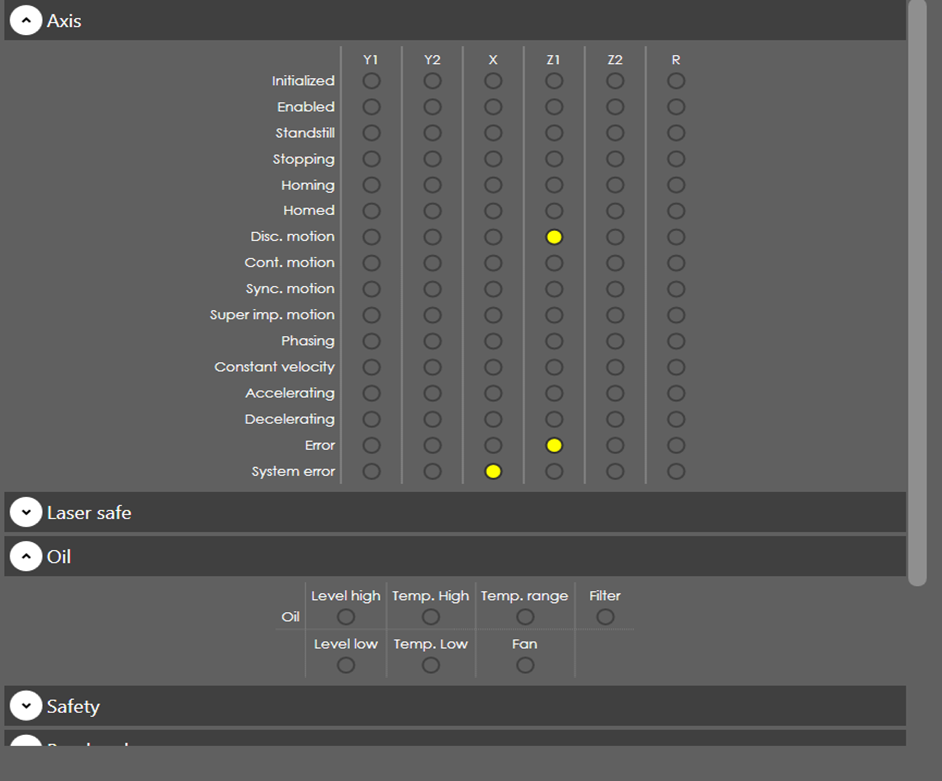 Axis
Y1 Y2 X Z1 Z2 R
Initialized
Enabled
Standstill
Stopping
Homing
Homed
Disc. motion
Cont. motion
Sync. motion
Super imp. motion
Phasing
Constant velocity
Accelerating
Decelerating
Error
System error
Laser safe
Oil
Level high Temp. High Temp. range Filter
Oil
Level low Temp. Low Fan
Safety